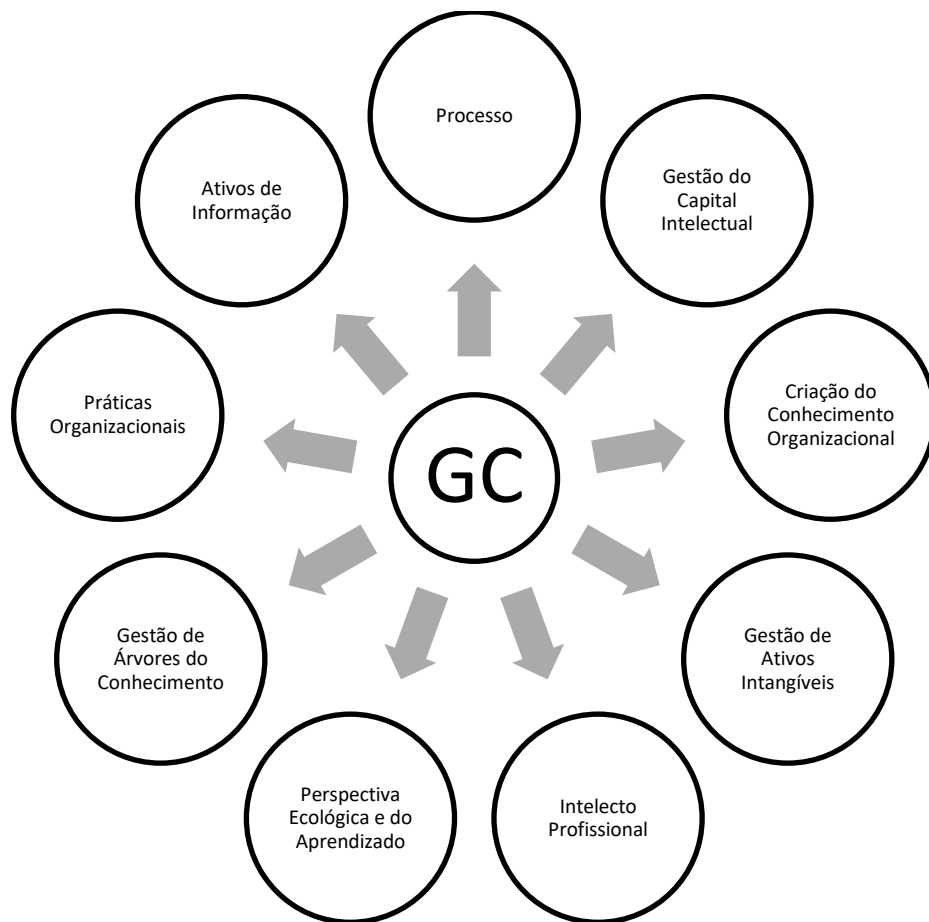 Processo
Gestão do
Capital
Intelectual
Criação do
Conhecimento
Organizacional
Gestão de
Ativos
Intangíveis
Intelecto
Profissional
Perspectiva
Ecológica e do
Aprendizado
Gestão de
Árvores do
Conhecimento
Práticas
Organizacionais
Ativos de
Informação
GC